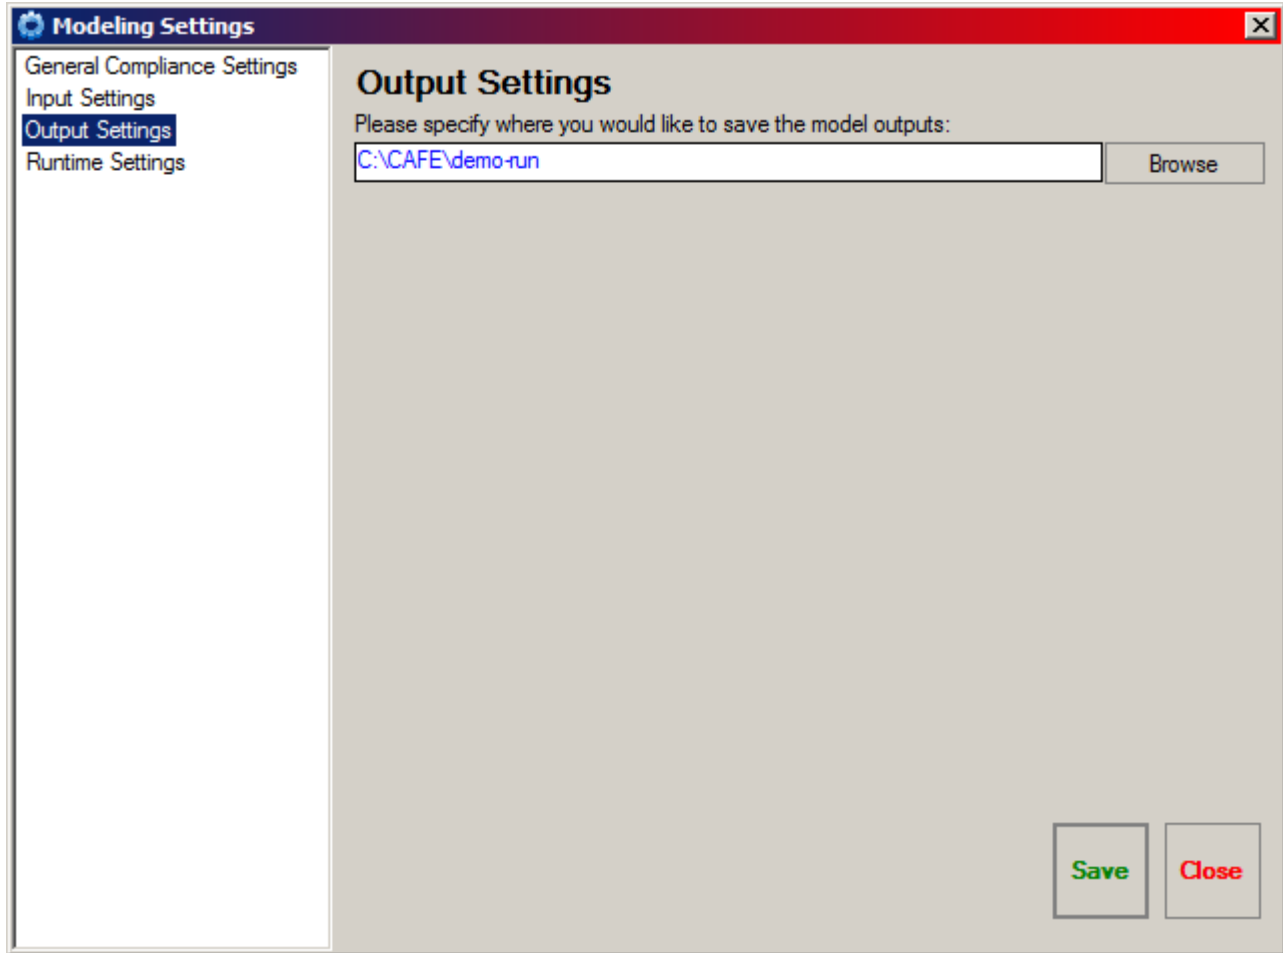 Modeling Settings
General Compliance Settings
Input Settings
Output Settings
Runtime Settings
Output Settings
Please specify where you would like to save the model outputs:
C:\CAFE\demo-run
Browse
Save
Close